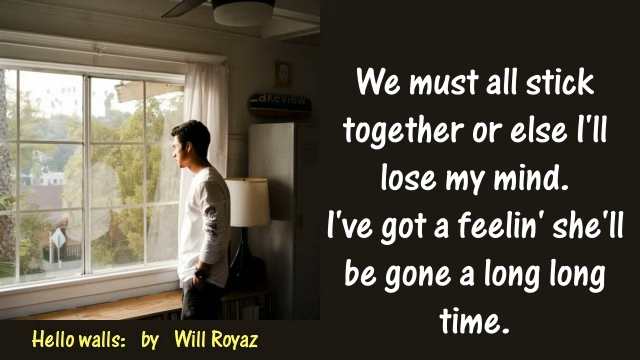 Lakeview
We must all stick
together or else I'll
lose my mind.
I've got a feelin' she'll
be gone a long long
time.
Hello walls: by Will Royaz